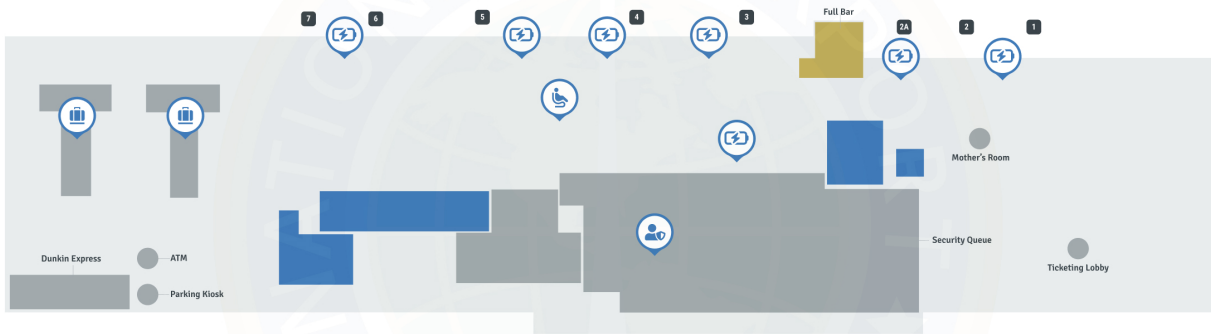 7
6
5
4
3
Full Bar
2A
2
1
Mother's Room
Security Queue
Ticketing Lobby
Dunkin Express
ATM
Parking Kiosk